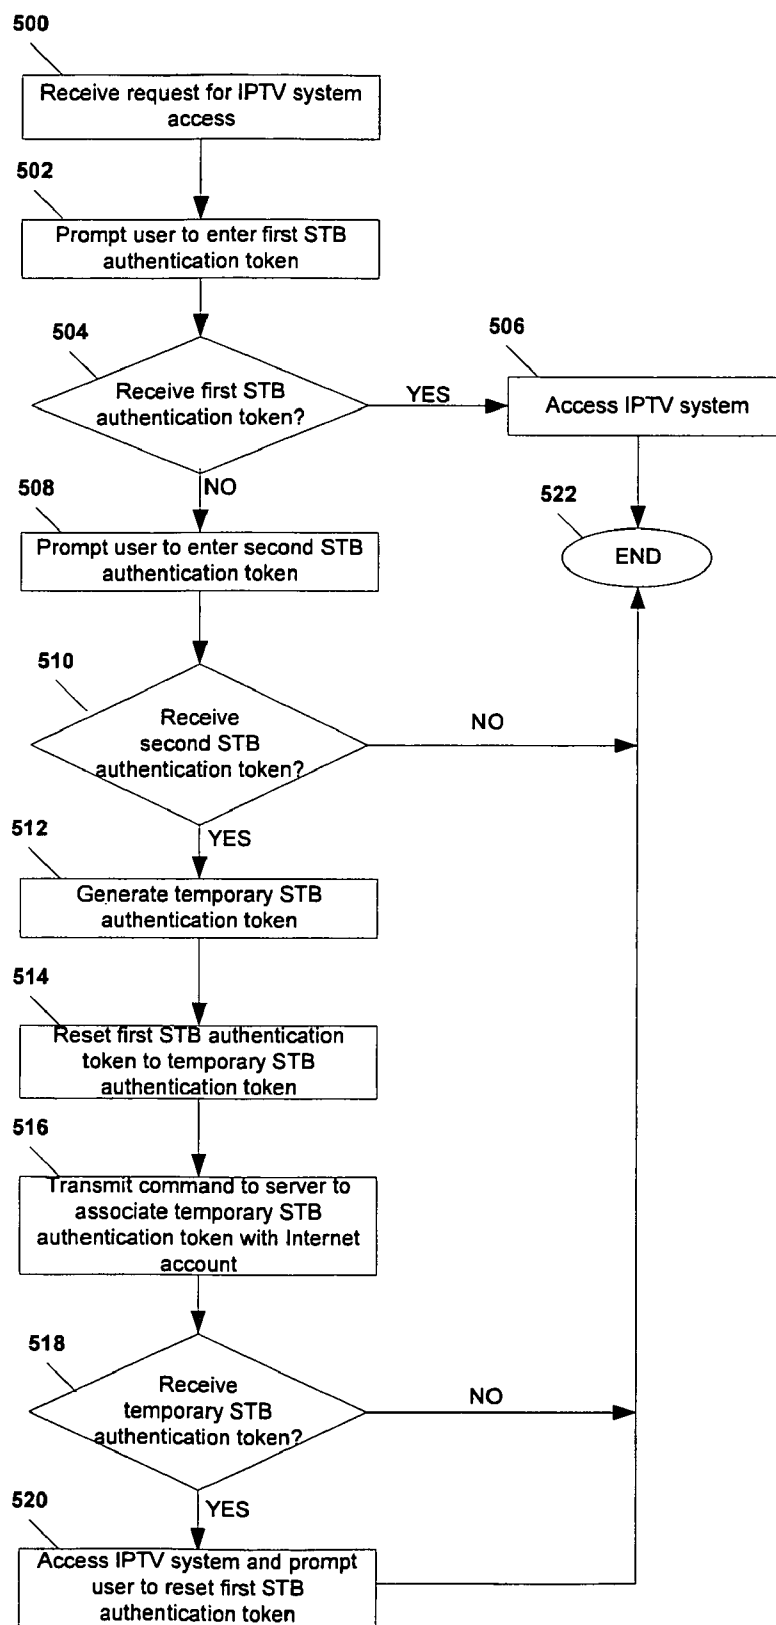 500
Receive request for IPTV system
access
502
Prompt user to enter first STB
authentication token
504
506
Receive first STB
authentication token?
YES
Access IPTV system
NO
508
522
Prompt user to enter second STB
authentication token
END
510
Receive
second STB
authentication token?
NO
YES
512
Generate temporary STB
authentication token
514
Reset first STB authentication
token to temporary STB
authentication token
516
Transmit command to server to
associate temporary STB
authentication token with Internet
account
518
Receive
temporary STB
authentication token?
NO
YES
520
Access IPTV system and prompt
user to reset first STB
authentication token